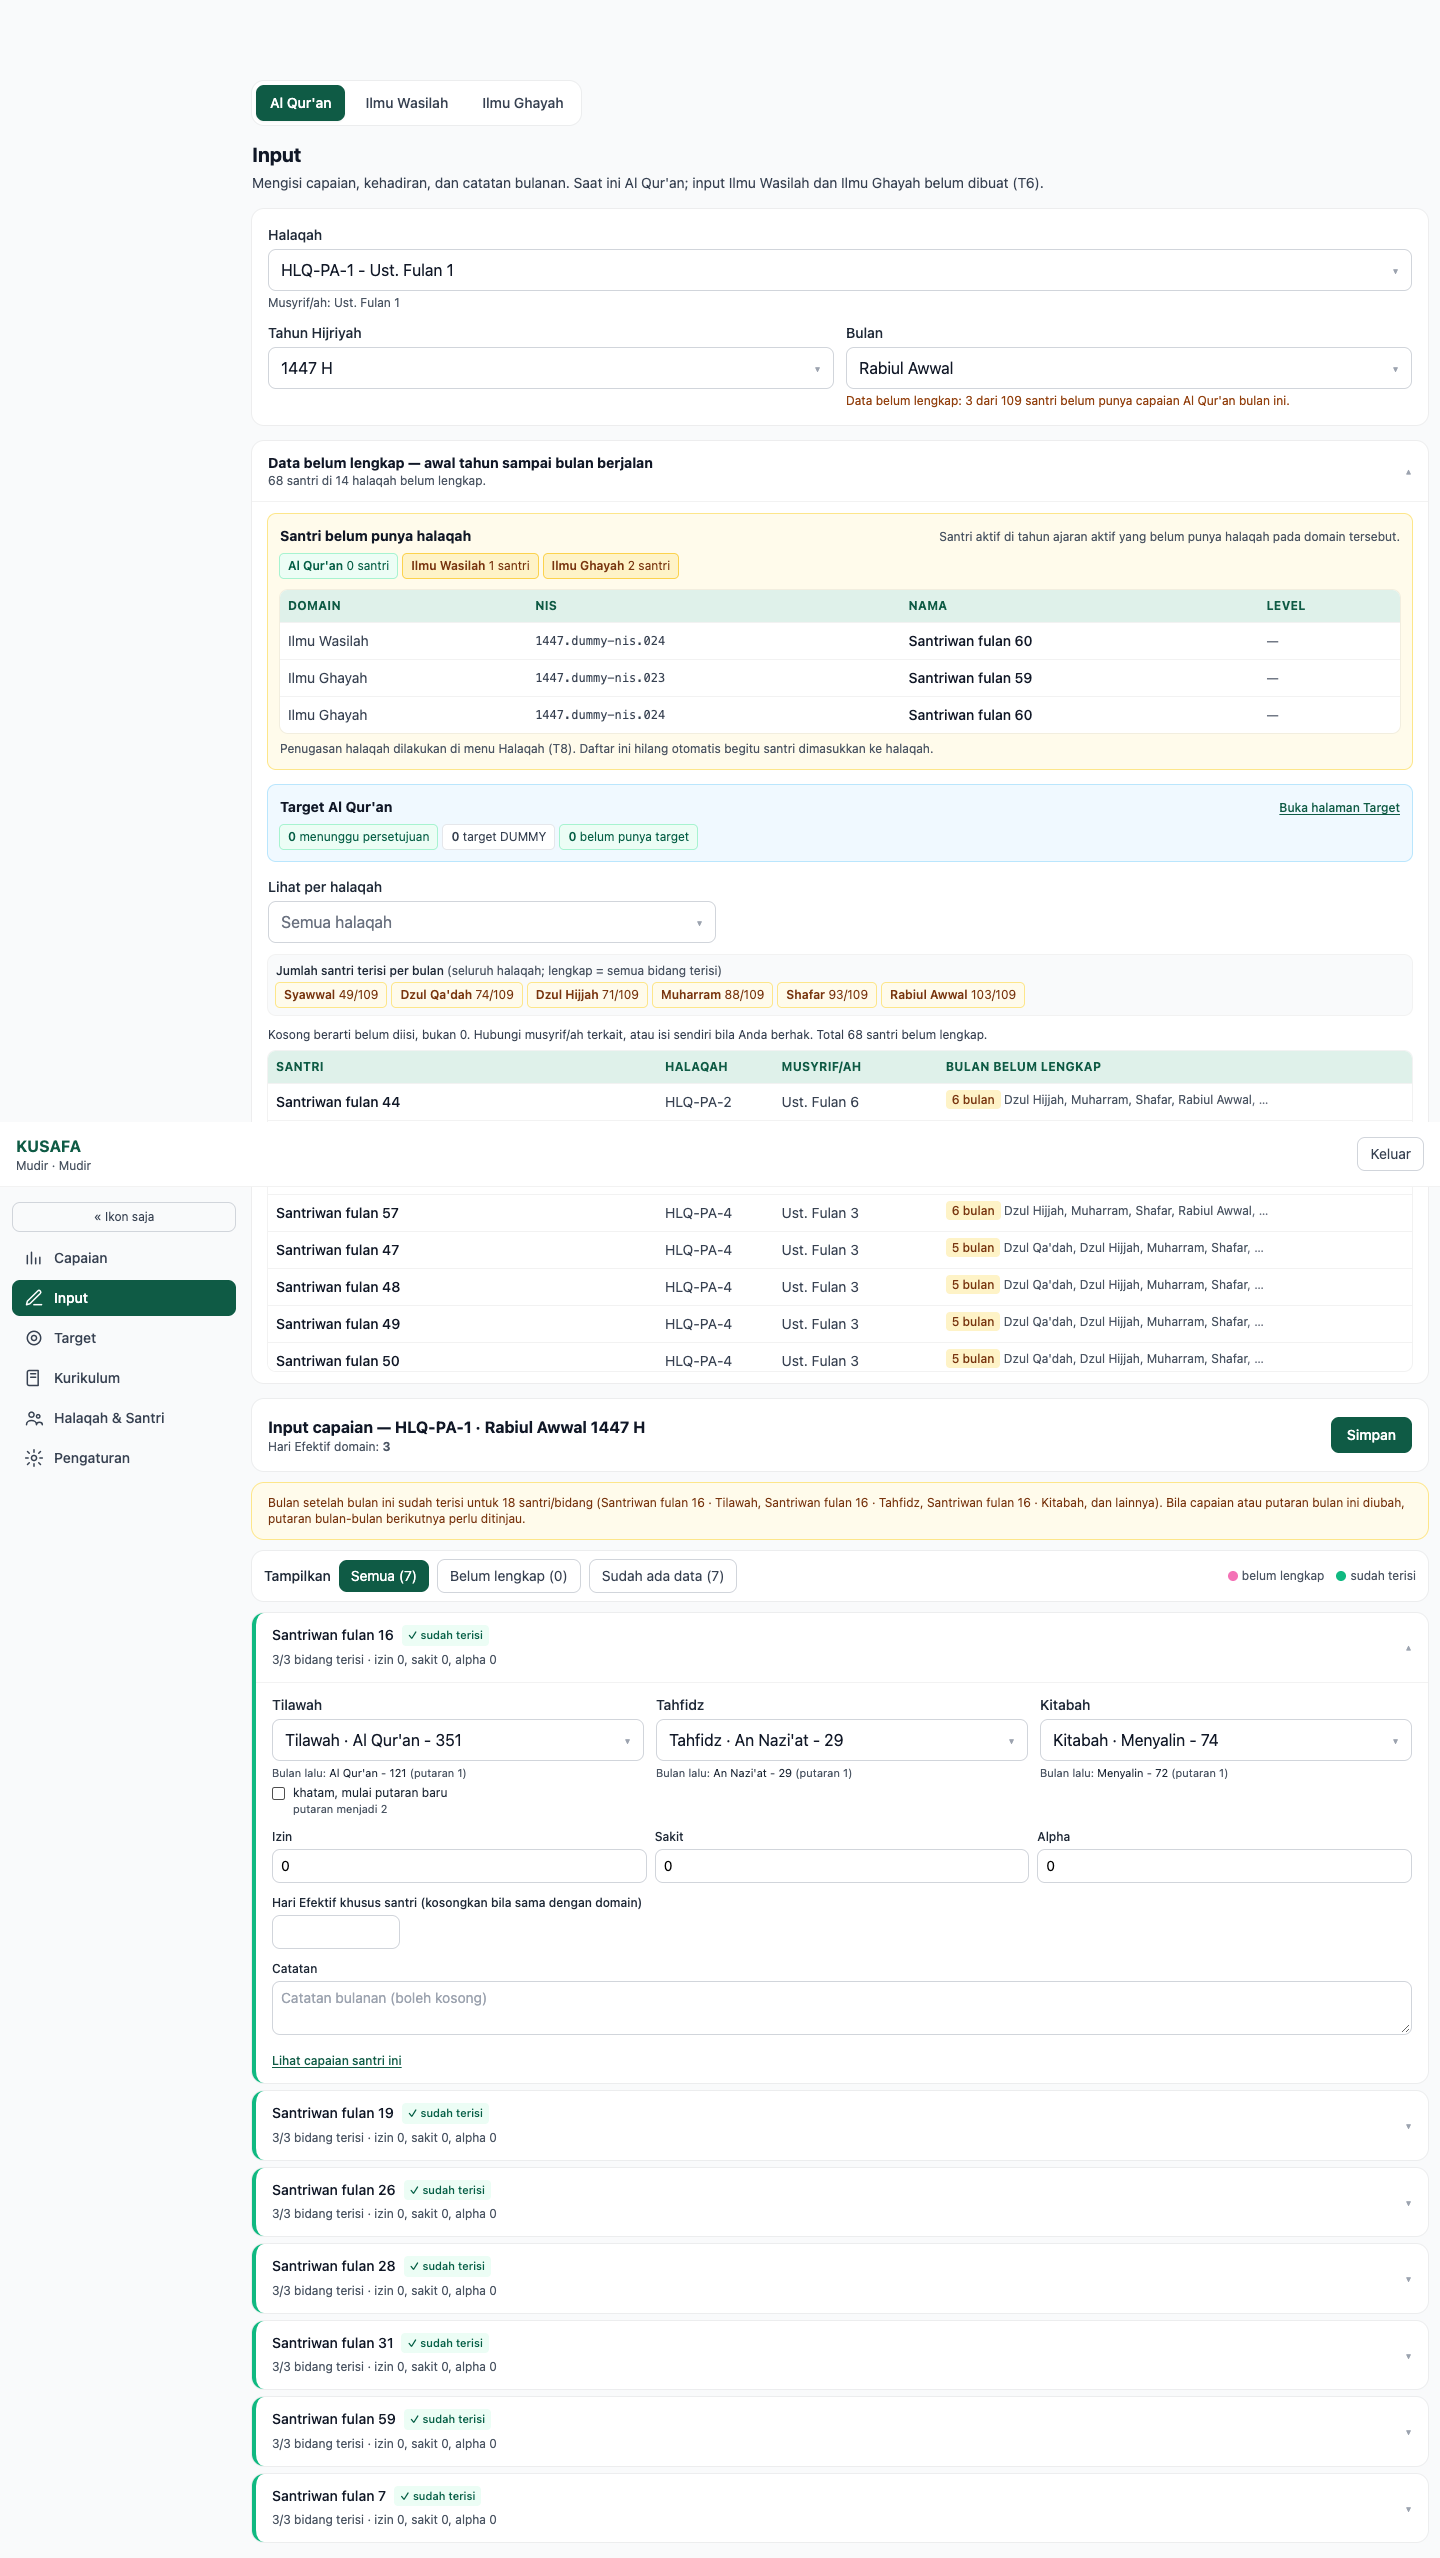 Al Qur'an Ilmu Wasilah Ilmu Ghayah
Input
Mengisi capaian, kehadiran, dan catatan bulanan. Saat ini Al Qur'an; input Ilmu Wasilah dan Ilmu Ghayah belum dibuat (T6).
Halaqah
HLQ-PA-1 - Ust. Fulan 1
Musyrif/ah: Ust. Fulan 1
Tahun Hijriyah Bulan
1447 H Rabiul Awwal
Data belum lengkap: 3 dari 109 santri belum punya capaian Al Qur'an bulan ini.
Data belum lengkap — awal tahun sampai bulan berjalan
68 santri di 14 halaqah belum lengkap.
Santri belum punya halaqah Santri aktif di tahun ajaran aktif yang belum punya halaqah pada domain tersebut.
Al Qur'an 0 santri Ilmu Wasilah 1 santri Ilmu Ghayah 2 santri
DOMAIN NIS NAMA LEVEL
Ilmu Wasilah 1447.dummy-nis.024 Santriwan fulan 60 —
Ilmu Ghayah 1447.dummy-nis.023 Santriwan fulan 59 —
Ilmu Ghayah 1447.dummy-nis.024 Santriwan fulan 60 —
Penugasan halaqah dilakukan di menu Halaqah (T8). Daftar ini hilang otomatis begitu santri dimasukkan ke halaqah.
Target Al Qur'an Buka halaman Target
0 menunggu persetujuan 0 target DUMMY 0 belum punya target
Lihat per halaqah
Semua halaqah
Jumlah santri terisi per bulan (seluruh halaqah; lengkap = semua bidang terisi)
Syawwal 49/109 Dzul Qa'dah 74/109 Dzul Hijjah 71/109 Muharram 88/109 Shafar 93/109 Rabiul Awwal 103/109
Kosong berarti belum diisi, bukan 0. Hubungi musyrif/ah terkait, atau isi sendiri bila Anda berhak. Total 68 santri belum lengkap.
SANTRI HALAQAH MUSYRIF/AH BULAN BELUM LENGKAP
Santriwan fulan 44 HLQ-PA-2 Ust. Fulan 6 6 bulan Dzul Hijjah, Muharram, Shafar, Rabiul Awwal, ...
KUSAFA
Mudir · Mudir
Keluar
« Ikon saja
Capaian
Input
Target
Kurikulum
Halaqah & Santri
Pengaturan
Santriwan fulan 57 HLQ-PA-4 Ust. Fulan 3 6 bulan Dzul Hijjah, Muharram, Shafar, Rabiul Awwal, ...
Santriwan fulan 47 HLQ-PA-4 Ust. Fulan 3 5 bulan Dzul Qa'dah, Dzul Hijjah, Muharram, Shafar, ...
Santriwan fulan 48 HLQ-PA-4 Ust. Fulan 3 5 bulan Dzul Qa'dah, Dzul Hijjah, Muharram, Shafar, ...
Santriwan fulan 49 HLQ-PA-4 Ust. Fulan 3 5 bulan Dzul Qa'dah, Dzul Hijjah, Muharram, Shafar, ...
Santriwan fulan 50 HLQ-PA-4 Ust. Fulan 3 5 bulan Dzul Qa'dah, Dzul Hijjah, Muharram, Shafar, ...
Input capaian — HLQ-PA-1 · Rabiul Awwal 1447 H
Hari Efektif domain: 3
Simpan
Bulan setelah bulan ini sudah terisi untuk 18 santri/bidang (Santriwan fulan 16 · Tilawah, Santriwan fulan 16 · Tahfidz, Santriwan fulan 16 · Kitabah, dan lainnya). Bila capaian atau putaran bulan ini diubah,
putaran bulan-bulan berikutnya perlu ditinjau.
Tampilkan Semua (7) Belum lengkap (0) Sudah ada data (7) belum lengkap sudah terisi
Santriwan fulan 16 ✓ sudah terisi
3/3 bidang terisi · izin 0, sakit 0, alpha 0
Tilawah Tahfidz Kitabah
Tilawah · Al Qur'an - 351 Tahfidz · An Nazi'at - 29 Kitabah · Menyalin - 74
Bulan lalu: Al Qur'an - 121 (putaran 1) Bulan lalu: An Nazi'at - 29 (putaran 1) Bulan lalu: Menyalin - 72 (putaran 1)
khatam, mulai putaran baru
putaran menjadi 2
Izin Sakit Alpha
0 0 0
Hari Efektif khusus santri (kosongkan bila sama dengan domain)
Catatan
Catatan bulanan (boleh kosong)
Lihat capaian santri ini
Santriwan fulan 19 ✓ sudah terisi
3/3 bidang terisi · izin 0, sakit 0, alpha 0
Santriwan fulan 26 ✓ sudah terisi
3/3 bidang terisi · izin 0, sakit 0, alpha 0
Santriwan fulan 28 ✓ sudah terisi
3/3 bidang terisi · izin 0, sakit 0, alpha 0
Santriwan fulan 31 ✓ sudah terisi
3/3 bidang terisi · izin 0, sakit 0, alpha 0
Santriwan fulan 59 ✓ sudah terisi
3/3 bidang terisi · izin 0, sakit 0, alpha 0
Santriwan fulan 7 ✓ sudah terisi
3/3 bidang terisi · izin 0, sakit 0, alpha 0